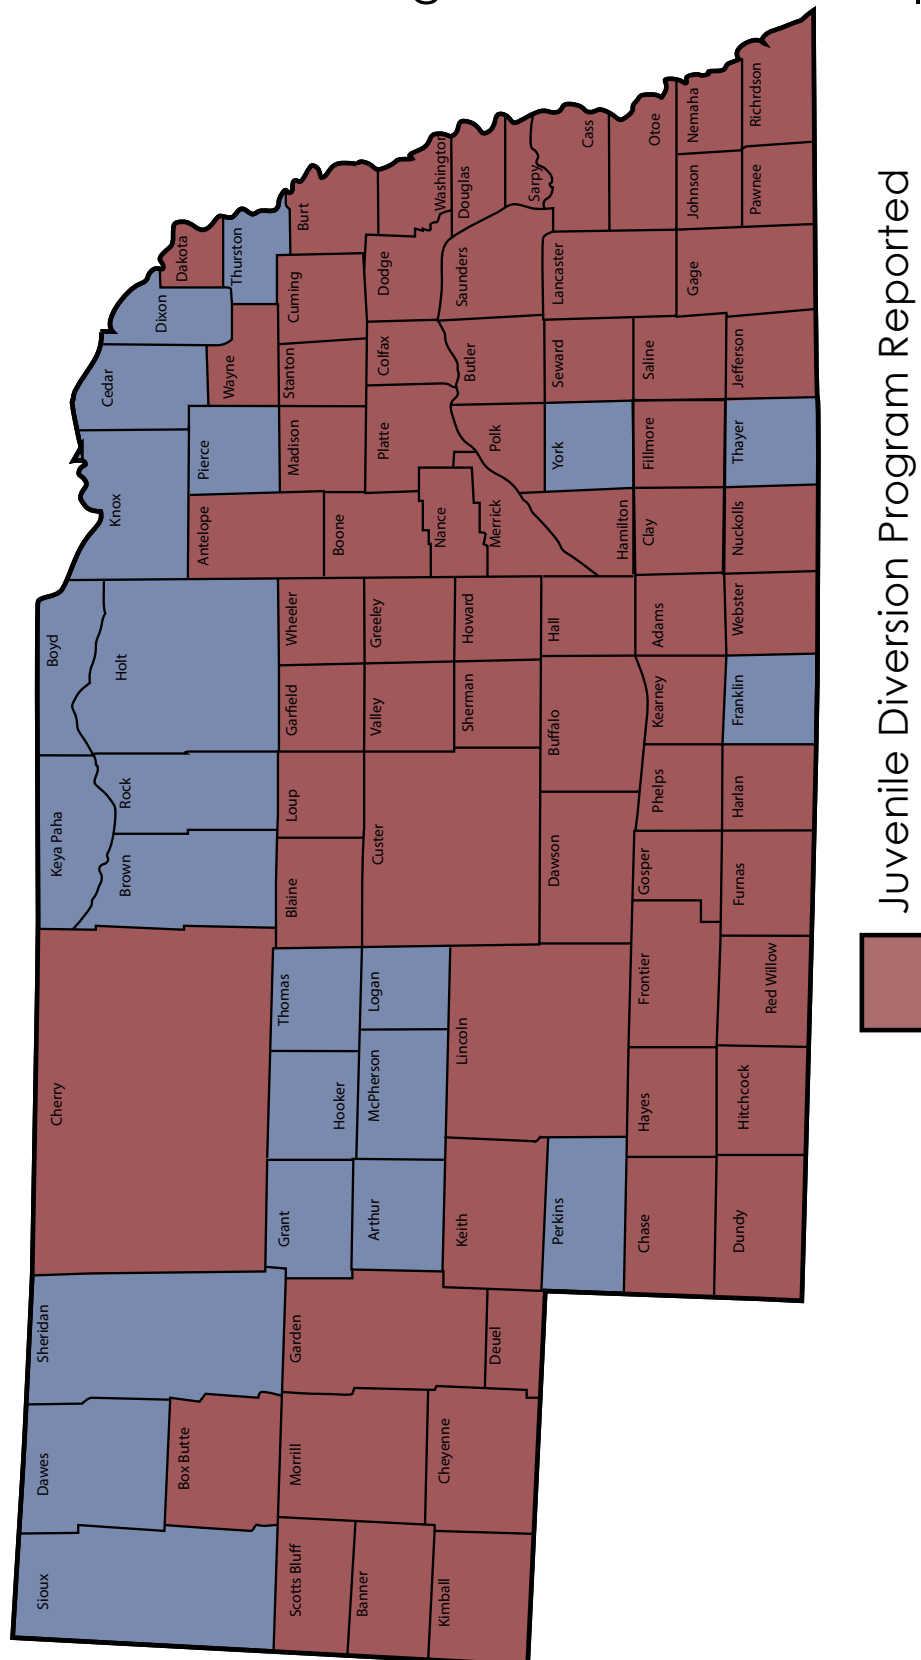 Sioux
Dawes
Sheridan
Cherry
Keya Paha
Boyd
Knox
Cedar
Dixon
Dakota
Thurston
Brown
Rock
Holt
Antelope
Pierce
Wayne
Box Butte
Scotts Bluff
Morrill
Garden
Grant
Hooker
Thomas
Blaine
Loup
Garfield
Wheeler
Boone
Madison
Stanton
Cuming
Burt
Banner
Arthur
McPherson
Logan
Custer
Valley
Greeley
Nance
Platte
Colfax
Dodge
Washington
Kimball
Cheyenne
Deuel
Keith
Lincoln
Sherman
Howard
Merrick
Polk
Butler
Saunders
Douglas
Sarpy
Perkins
Dawson
Buffalo
Hall
Hamilton
York
Seward
Lancaster
Cass
Otoe
Chase
Hayes
Frontier
Gosper
Phelps
Kearney
Adams
Clay
Fillmore
Saline
Gage
Johnson
Nemaha
Dundy
Hitchcock
Red Willow
Furnas
Harlan
Franklin
Webster
Nuckolls
Thayer
Jefferson
Pawnee
Richrdson
Juvenile Diversion Program Reported